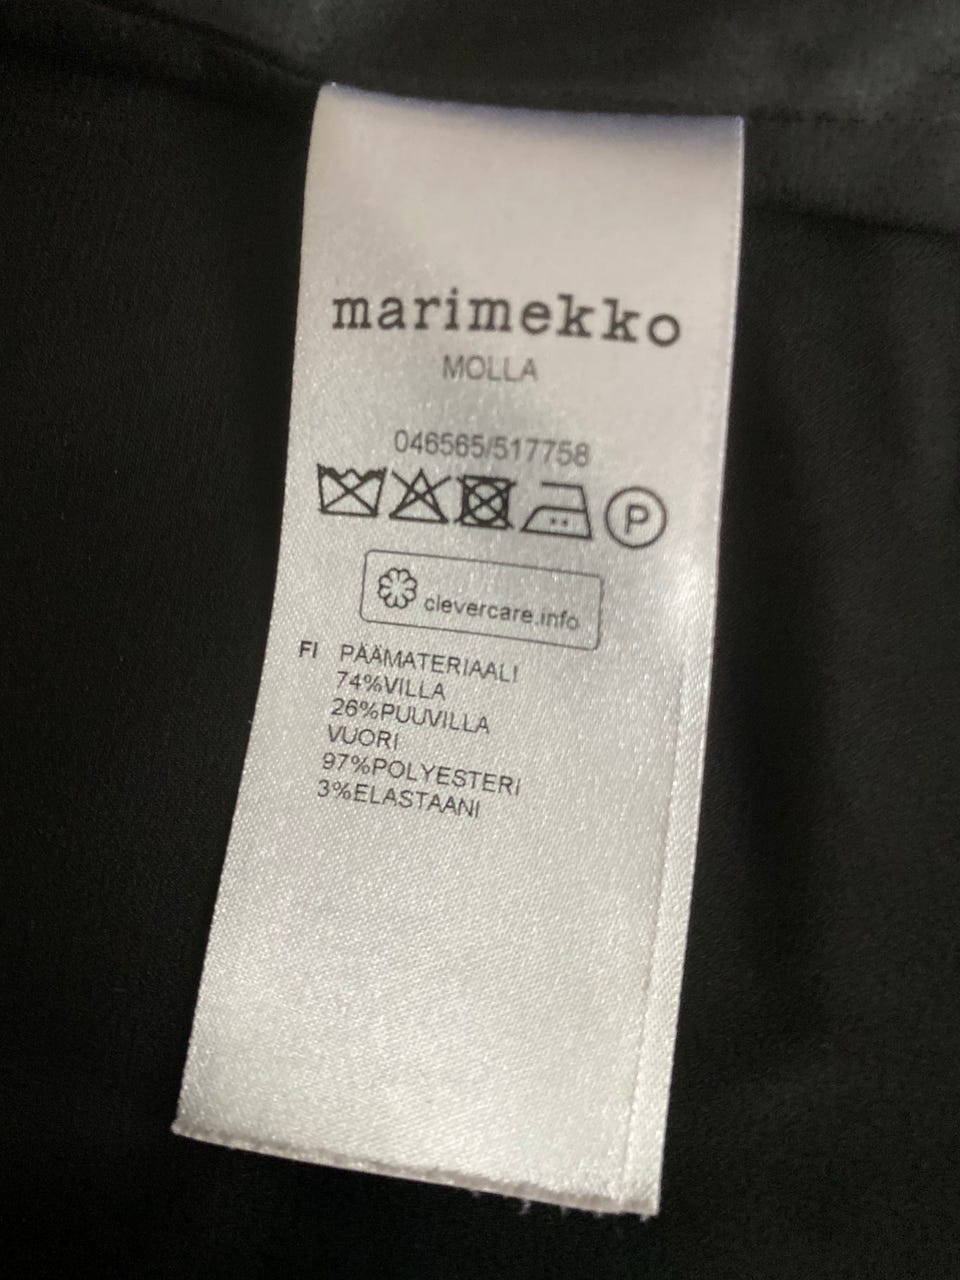 marimekko
MOLLA
046565/517758
P
clevercare.info
FI PÄÄMATERIAALI
74%VILLA
26%PUUVILLA
VUORI
97%POLYESTERI
3%ELASTAANI